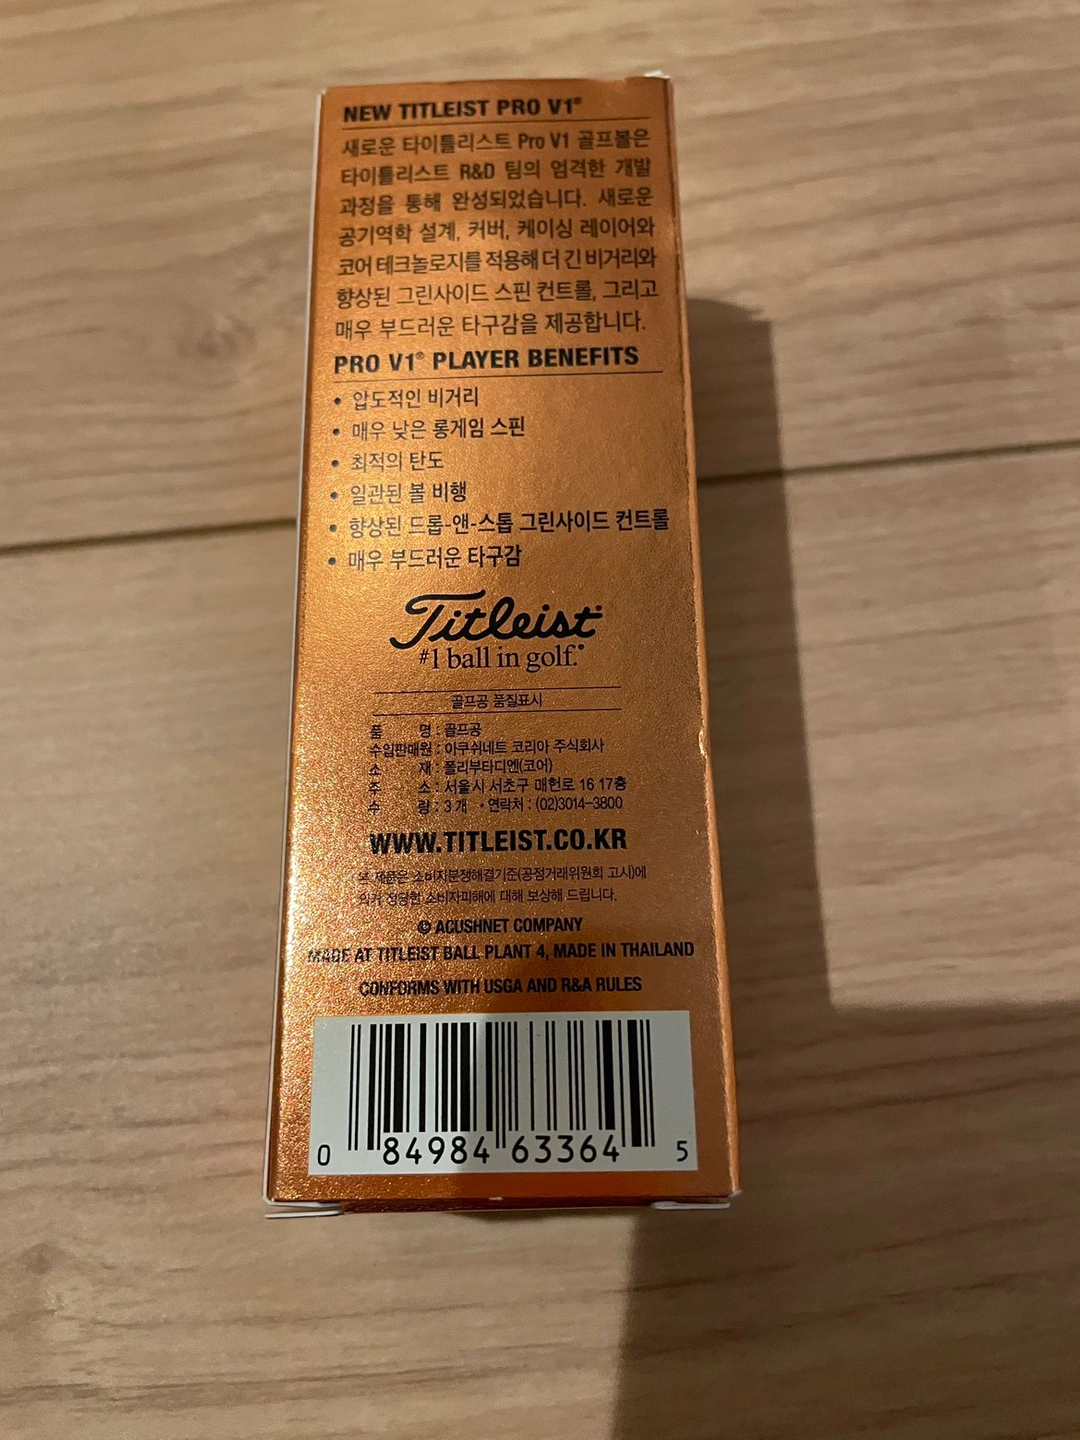 NEW TITLEIST PRO V1®
새로운 타이틀리스트 Pro V1 골프볼은
타이틀리스트 R&D 팀의 엄격한 개발
과정을 통해 완성되었습니다. 새로운
공기역학 설계, 커버, 케이싱 레이어와
코어 테크놀로지를 적용해 더 긴 비거리와
향상된 그린사이드 스핀 컨트롤, 그리고
매우 부드러운 타구감을 제공합니다.
PRO V1® PLAYER BENEFITS
• 압도적인 비거리
• 매우 낮은 롱게임 스핀
• 최적의 탄도
• 일관된 볼 비행
• 향상된 드롭-앤-스톱 그린사이드 컨트롤
• 매우 부드러운 타구감
Titleist®
#1 ball in golf.®
골프공 품질표시
품 명 : 골프공
수입판매원 : 아쿠쉬네트 코리아 주식회사
소 재 : 폴리부타디엔(코어)
주 소 : 서울시 서초구 매헌로 16 17층
수 량 : 3 개 • 연락처 : (02)3014-3800
WWW.TITLEIST.CO.KR
본 제품은 소비자분쟁해결기준(공정거래위원회 고시)에
의거 정당한 소비자피해에 대해 보상해 드립니다.
© ACUSHNET COMPANY
MADE AT TITLEIST BALL PLANT 4, MADE IN THAILAND
CONFORMS WITH USGA AND R&A RULES
0 84984 63364 5